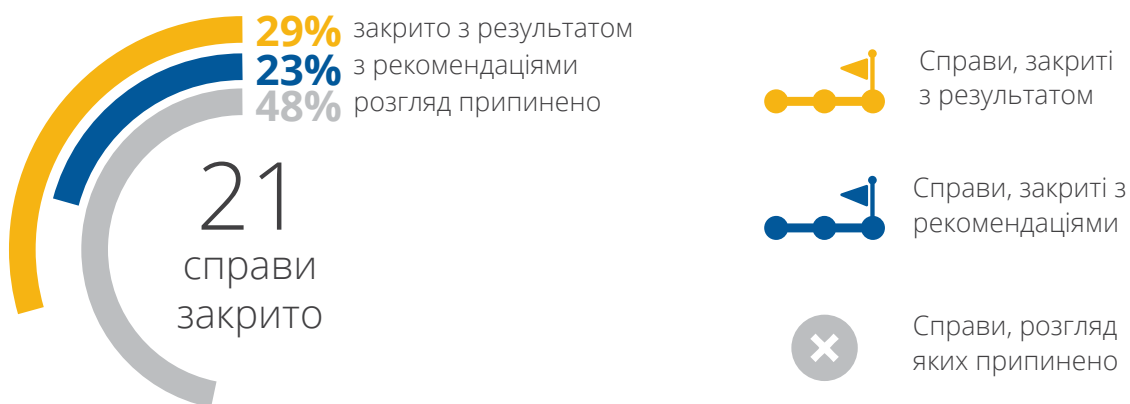 29% закрито з результатом
23% з рекомендаціями
48% розгляд припинено
21
справи
закрито
Справи, закриті
з результатом
Справи, закриті з
рекомендаціями
Справи, розгляд
яких припинено